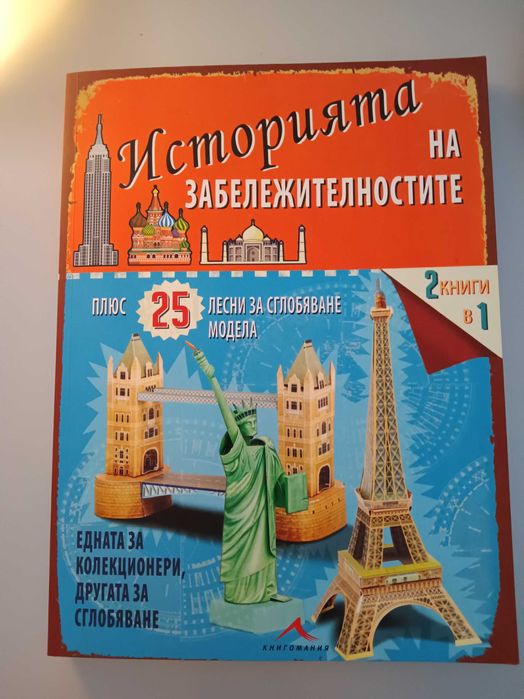 Историята
НА
ЗАБЕЛЕЖИТЕЛНОСТИТЕ
2 КНИГИ
В 1
ПЛЮС 25 ЛЕСНИ ЗА СГЛОБЯВАНЕ
МОДЕЛА
ЕДНАТА ЗА
КОЛЕКЦИОНЕРИ,
ДРУГАТА ЗА
СГЛОБЯВАНЕ
КНИГОМАНИЯ